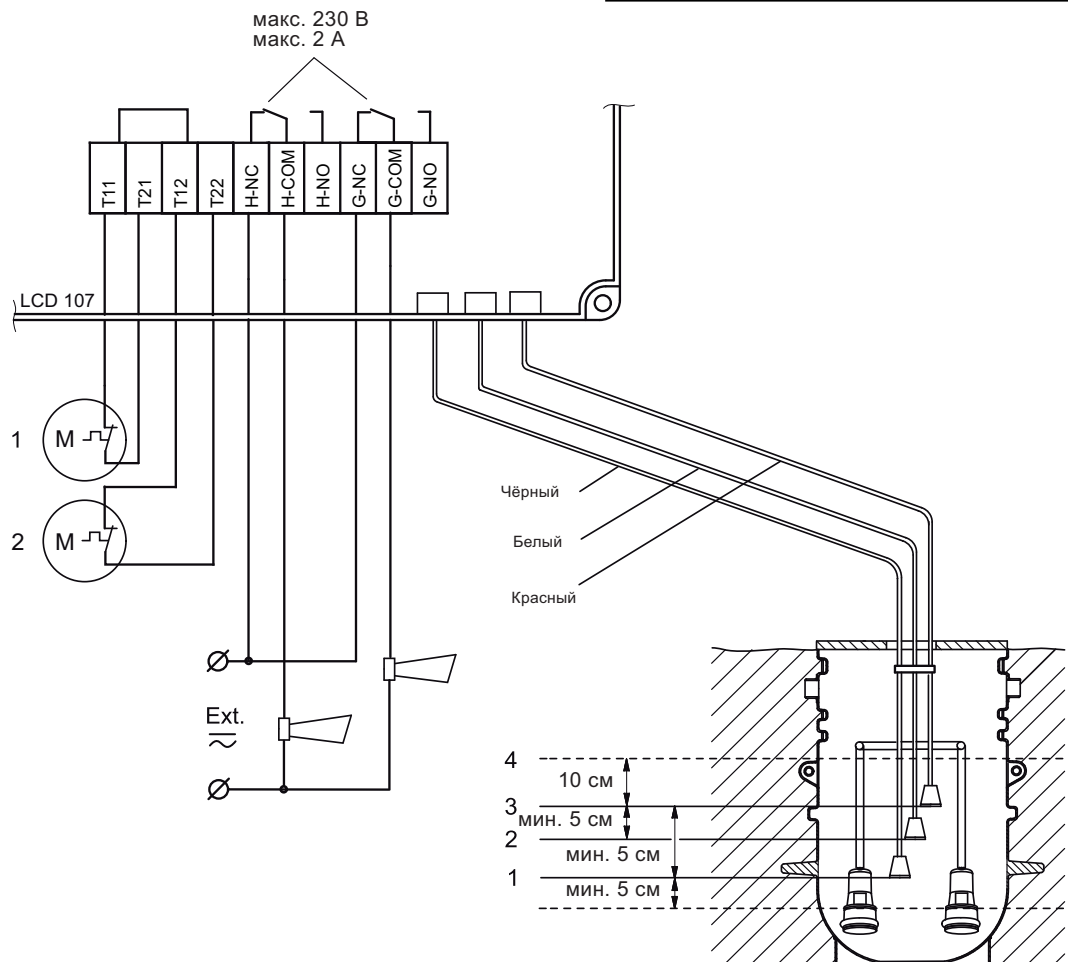 макс. 230 В
макс. 2 А
T11
T21
T12
T22
H-NC
H-COM
H-NO
G-NC
G-COM
G-NO
LCD 107
1 M
2 M
Чёрный
Белый
Красный
Ext.
4
10 см
3
мин. 5 см
2
мин. 5 см
1
мин. 5 см